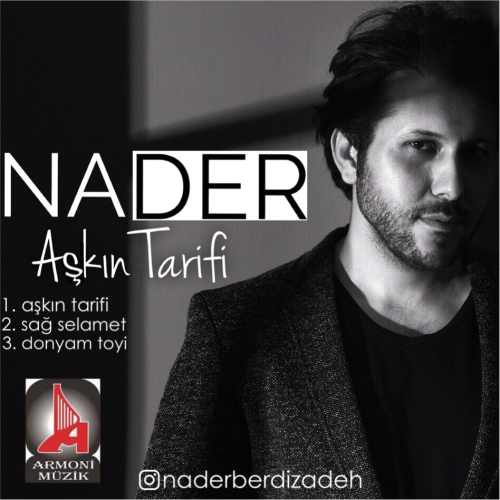 NADER
Aşkın Tarifi
1. aşkın tarifi
2. sağ selamet
3. donyam toyi
ARMONİ
MÜZİK
naderberdizadeh